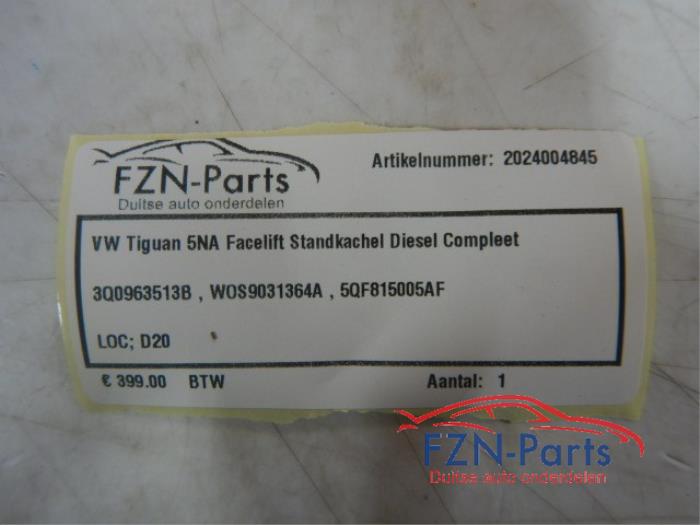 FZN-Parts
Duitse auto onderdelen
Artikelnummer: 2024004845
VW Tiguan 5NA Facelift Standkachel Diesel Compleet
3Q0963513B , WOS9031364A , 5QF815005AF
LOC; D20
€ 399.00 BTW Aantal: 1
FZN-Parts
Duitse auto onderdelen